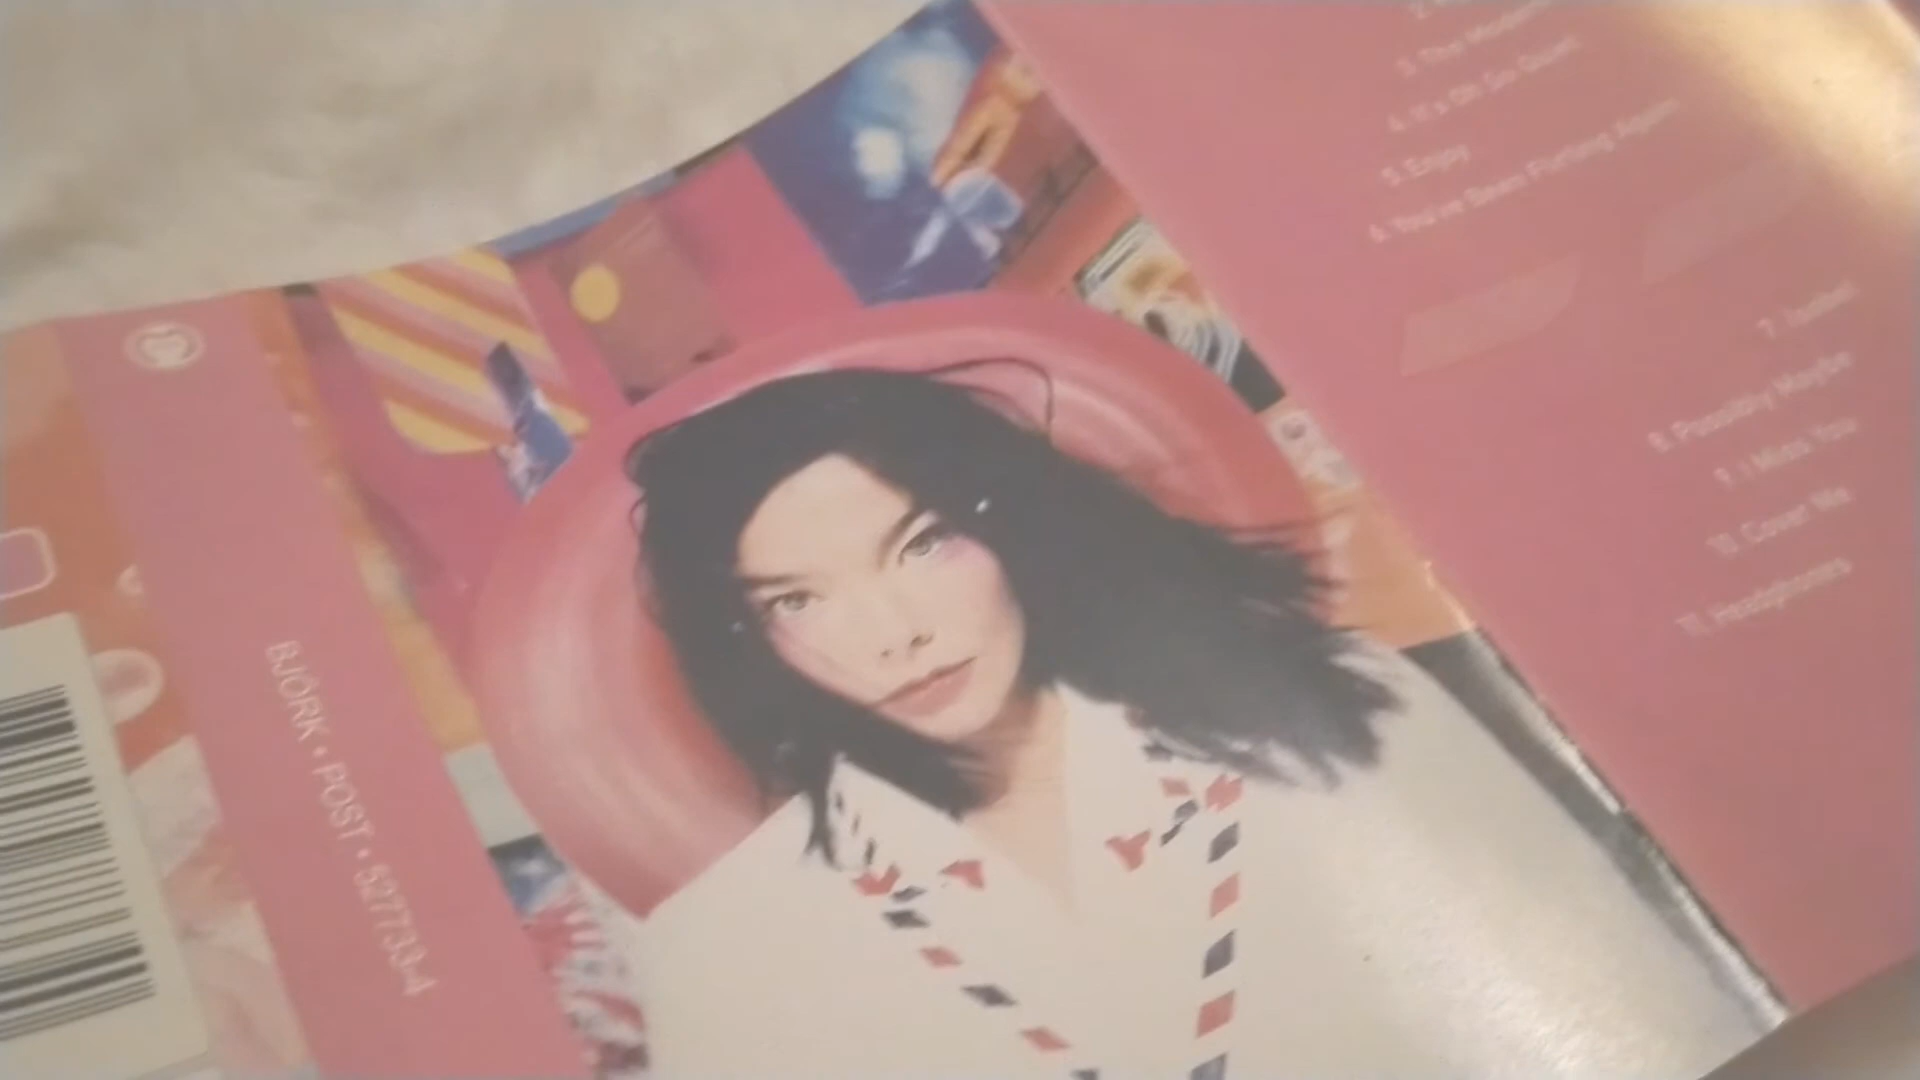 BJÖRK • POST • 527733-4
3. The Modern
4. It's Oh So Quiet
5. Enjoy
6. You've Been Flirting Again
7. Isobel
8. Possibly Maybe
9. I Miss You
10. Cover Me
11. Headphones